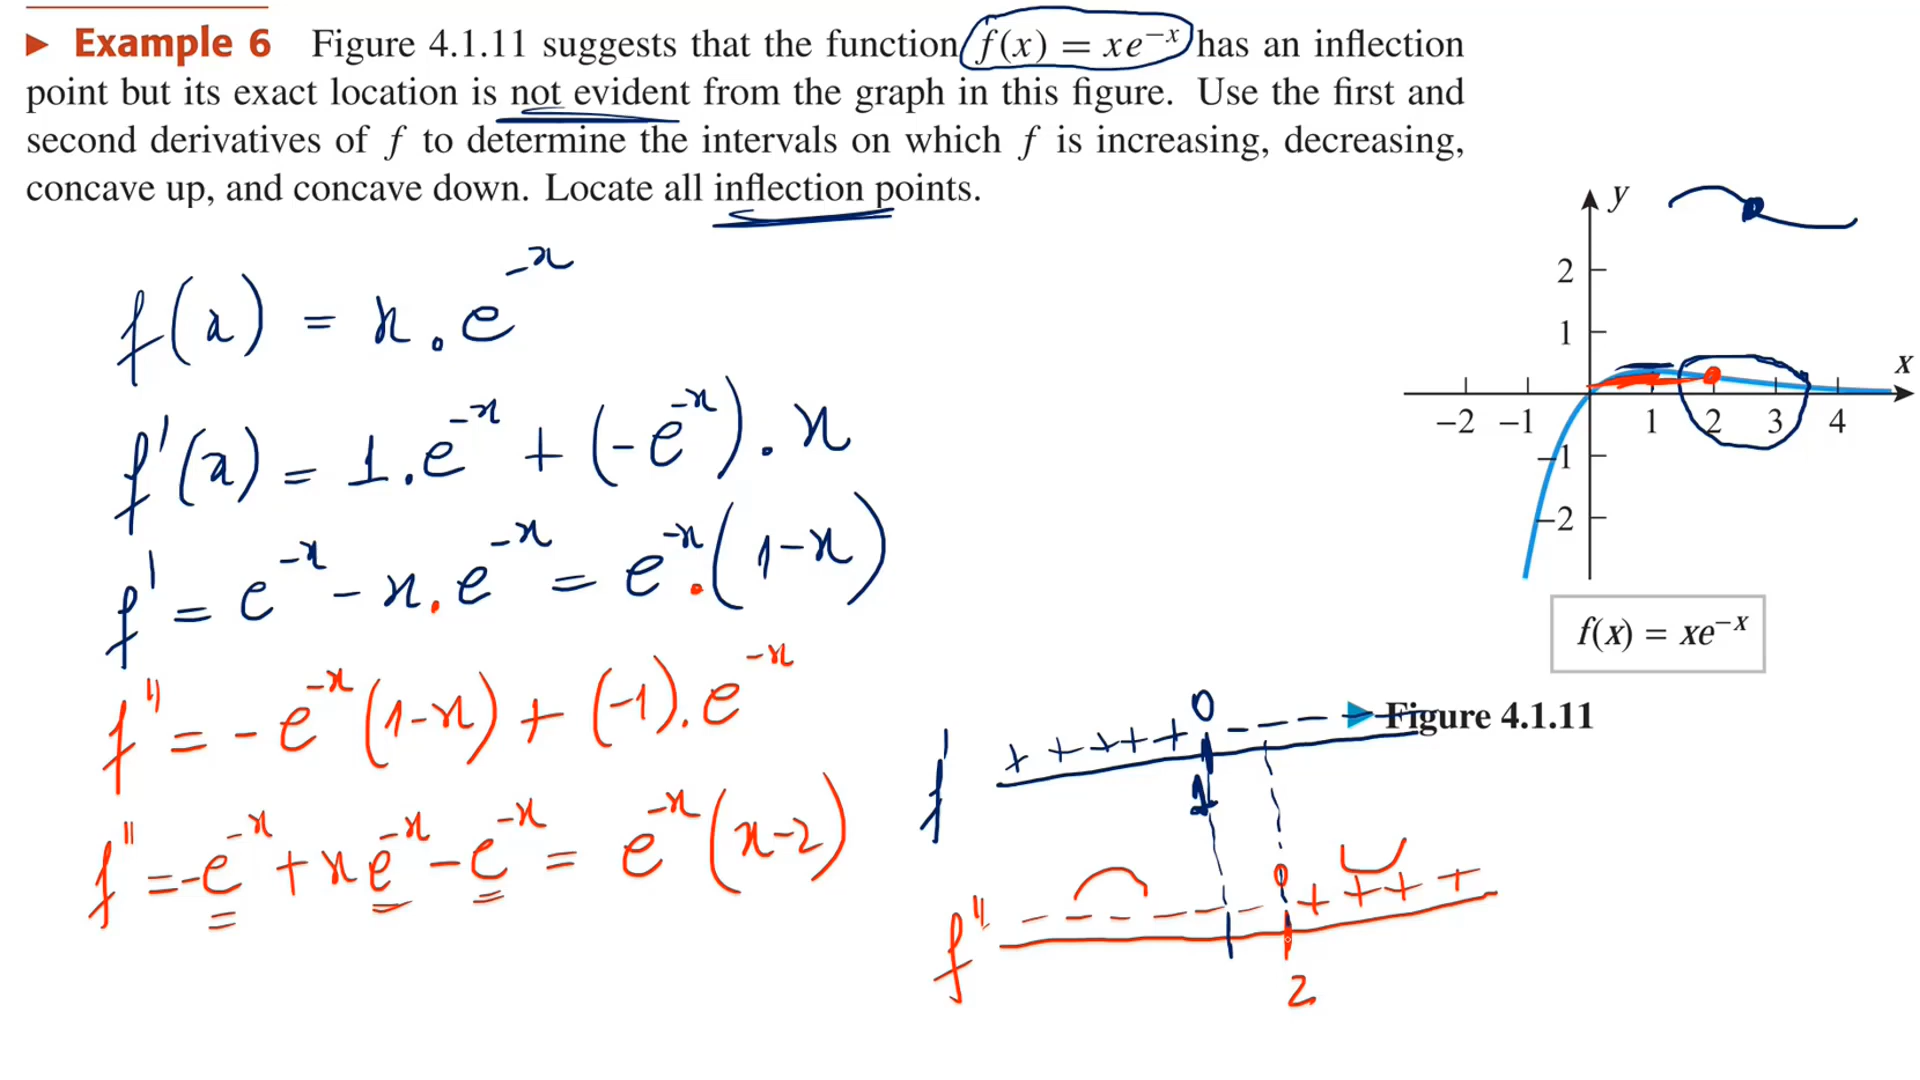 ▶ Example 6 Figure 4.1.11 suggests that the function f(x) = xe⁻ˣ has an inflection
point but its exact location is not evident from the graph in this figure. Use the first and
second derivatives of f to determine the intervals on which f is increasing, decreasing,
concave up, and concave down. Locate all inflection points.
f(x) = x . e⁻ˣ
f'(x) = 1 . e⁻ˣ + (-e⁻ˣ) . x
f' = e⁻ˣ - x . e⁻ˣ = e⁻ˣ . (1-x)
f'' = -e⁻ˣ (1-x) + (-1) . e⁻ˣ
f'' = -e⁻ˣ + xe⁻ˣ - e⁻ˣ = e⁻ˣ (x-2)
y
2
1
x
-2 -1 1 2 3 4
-1
-2
f(x) = xe⁻ˣ
▶ Figure 4.1.11
f' + + + + + 0 - - -
1
f'' - - - - - - 0 + + + +
2